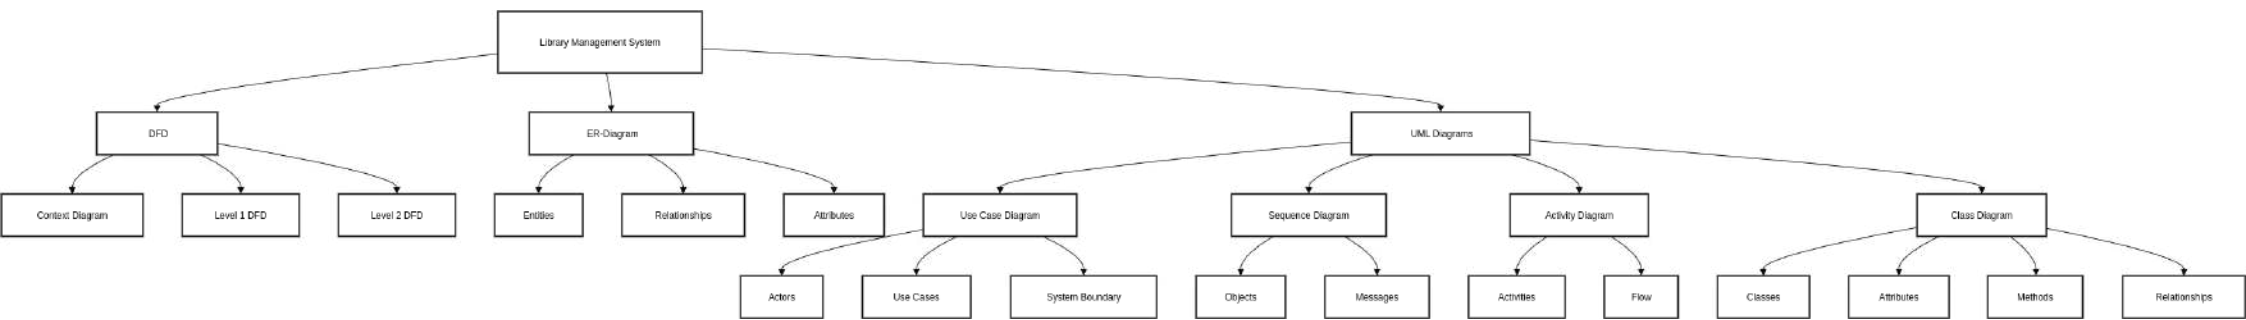 Library Management System
DFD
ER-Diagram
UML Diagrams
Context Diagram
Level 1 DFD
Level 2 DFD
Entities
Relationships
Attributes
Use Case Diagram
Sequence Diagram
Activity Diagram
Class Diagram
Actors
Use Cases
System Boundary
Objects
Messages
Activities
Flow
Classes
Attributes
Methods
Relationships